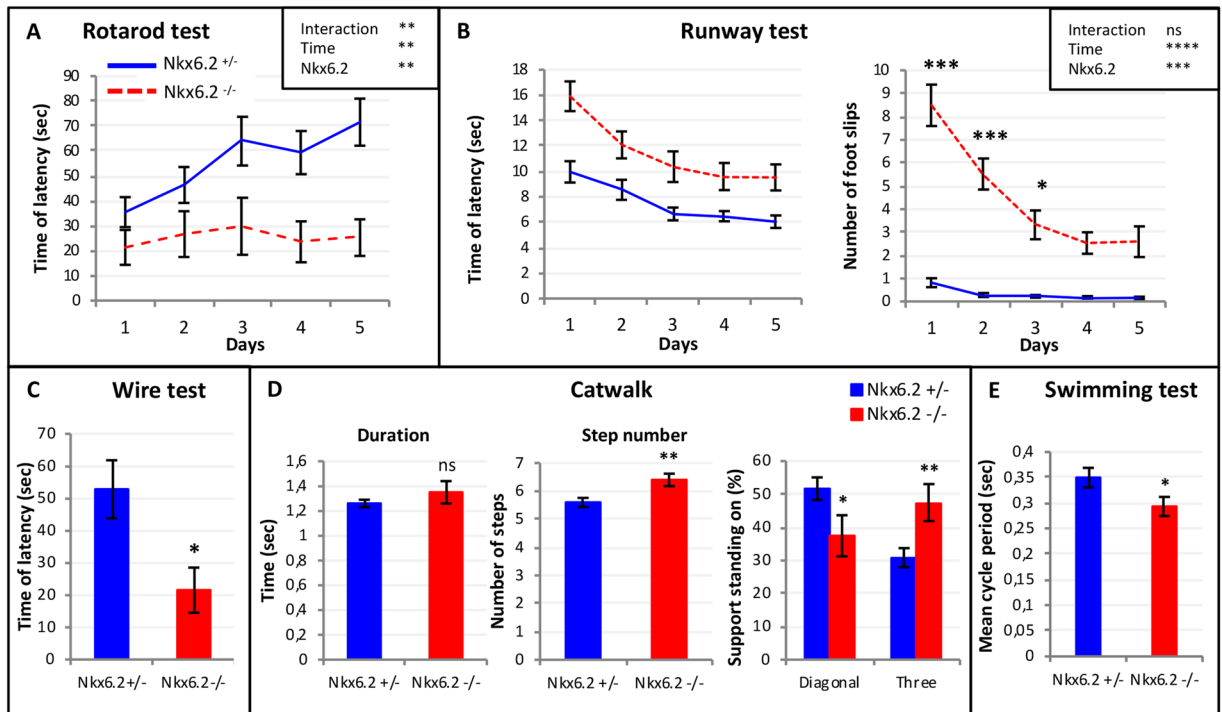 A Rotarod test
Interaction **
Time **
Nkx6.2 **
Nkx6.2 +/-
Nkx6.2 -/-
Time of latency (sec)
90
80
70
60
50
40
30
20
10
0
1 2 3 4 5
Days
B Runway test
Interaction ns
Time ****
Nkx6.2 ***
Time of latency (sec)
18
16
14
12
10
8
6
4
2
0
1 2 3 4 5
Days
Number of foot slips
10
9
8
7
6
5
4
3
2
1
0
***
***
*
1 2 3 4 5
Days
C Wire test
Time of latency (sec)
70
60
50
40
30
20
10
0
*
Nkx6.2+/- Nkx6.2-/-
D Catwalk
Nkx6.2 +/-
Nkx6.2 -/-
Duration
Time (sec)
1,6
1,4
1,2
1
0,8
0,6
0,4
0,2
0
ns
Nkx6.2 +/- Nkx6.2 -/-
Step number
Number of steps
7
6
5
4
3
2
1
0
**
Nkx6.2 +/- Nkx6.2 -/-
Support standing on (%)
60
50
40
30
20
10
0
*
**
Diagonal Three
E Swimming test
Mean cycle period (sec)
0,4
0,35
0,3
0,25
0,2
0,15
0,1
0,05
0
*
Nkx6.2 +/- Nkx6.2 -/-